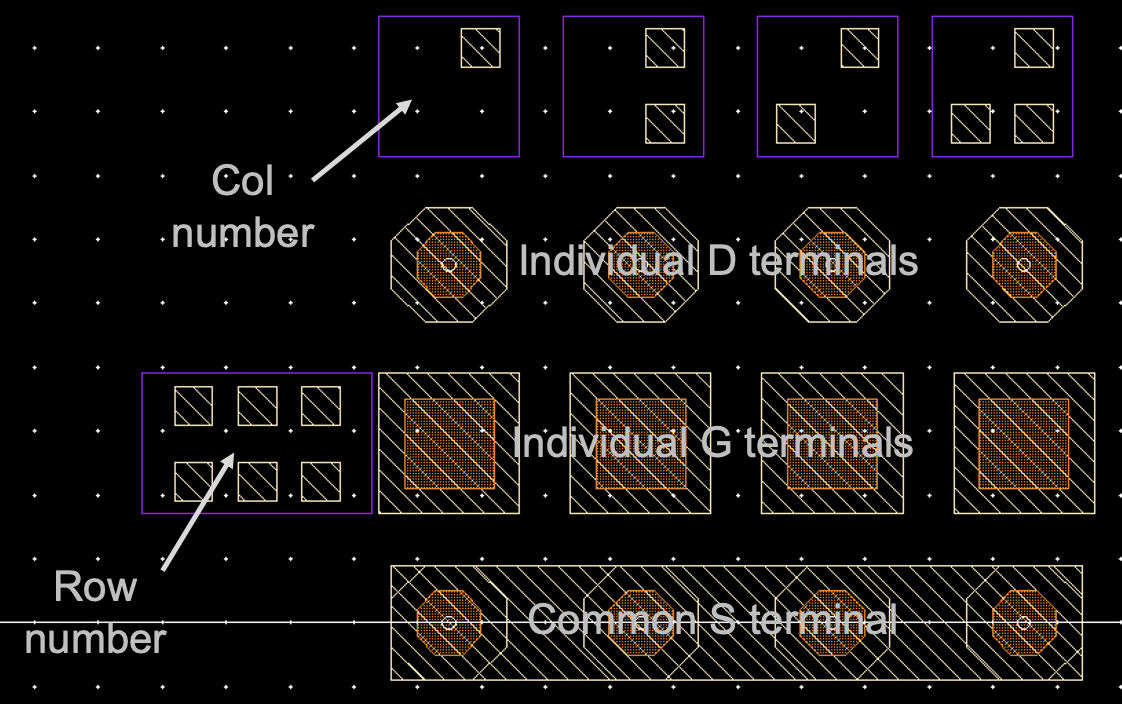 Col
number
Individual D terminals
Individual G terminals
Row
number
Common S terminal